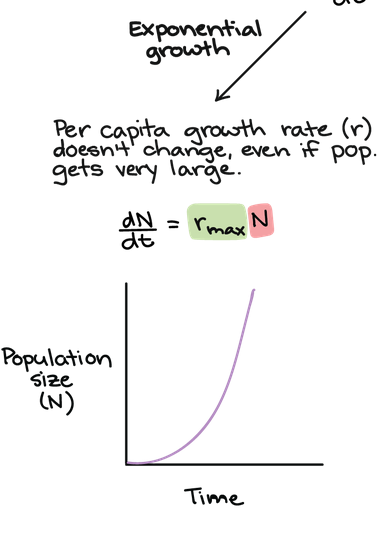 Exponential
growth
Per capita growth rate (r)
doesn't change, even if pop.
gets very large.
dN
dt
= rmax N
Population
size
(N)
Time